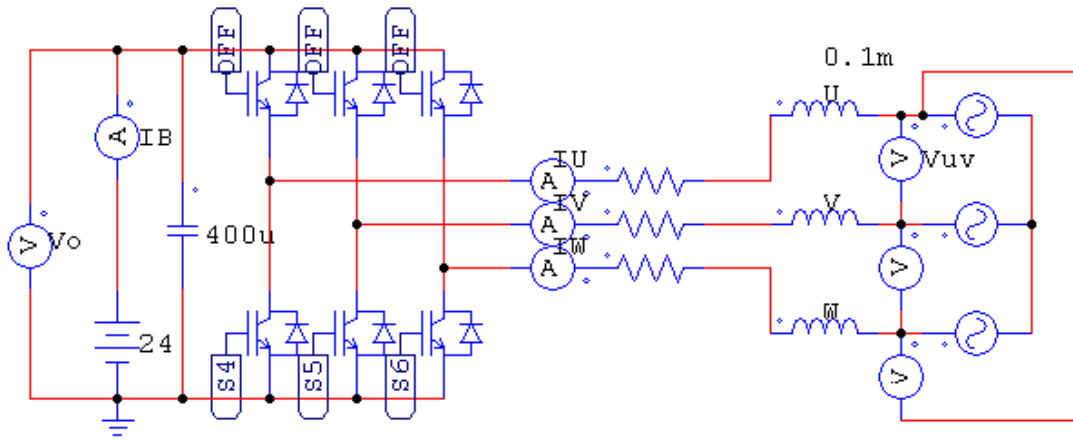 OFF OFF OFF
0.1m
U
A IB
IU
V Vuv
A
V Vo
400u
IV
A
V
IW
A
V
24
W
S4 S5 S6
V